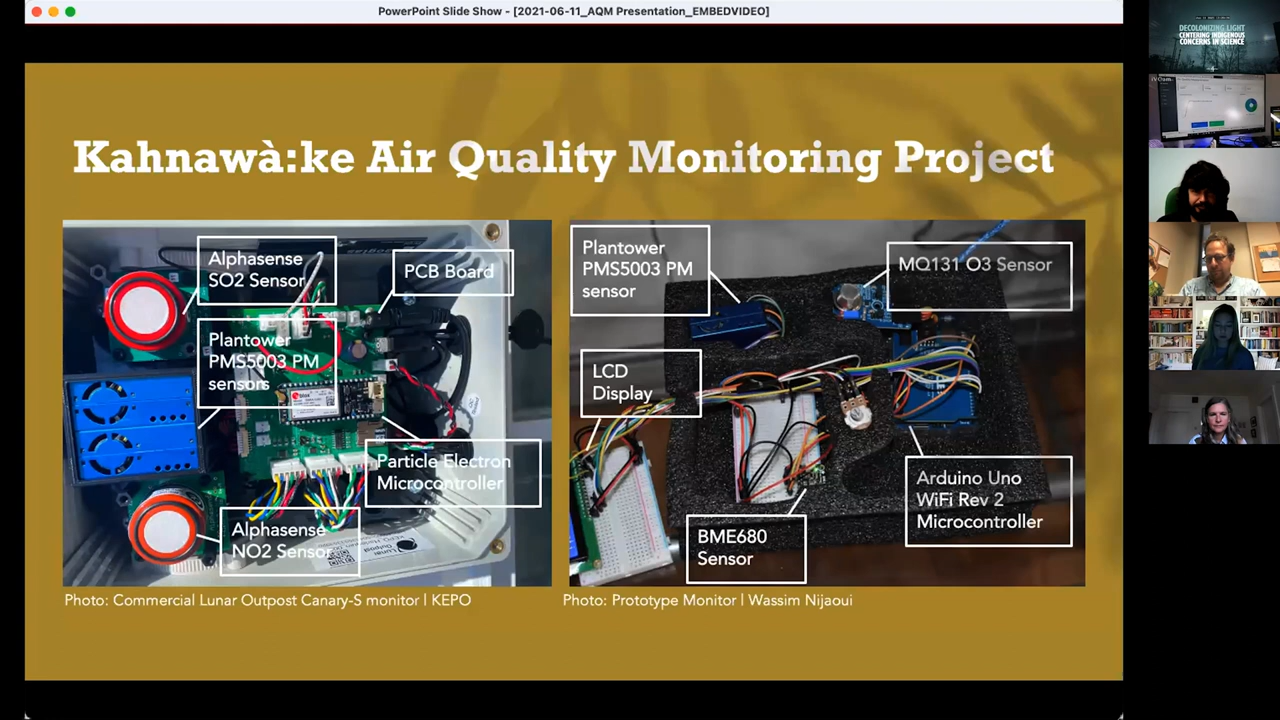 PowerPoint Slide Show - [2021-06-11_AQM Presentation_EMBEDVIDEO]
DECOLONIZING LIGHT
CENTERING INDIGENOUS
CONCERNS IN SCIENCE
Kahnawà:ke Air Quality Monitoring Project
Alphasense
SO2 Sensor
PCB Board
Plantower
PMS5003 PM
sensors
Particle Electron
Microcontroller
Alphasense
NO2 Sensor
Lunar
Outpost
Plantower
PMS5003 PM
sensor
MQ131 O3 Sensor
LCD
Display
BME680
Sensor
Arduino Uno
WiFi Rev 2
Microcontroller
Photo: Commercial Lunar Outpost Canary-S monitor | KEPO
Photo: Prototype Monitor | Wassim Nijaoui